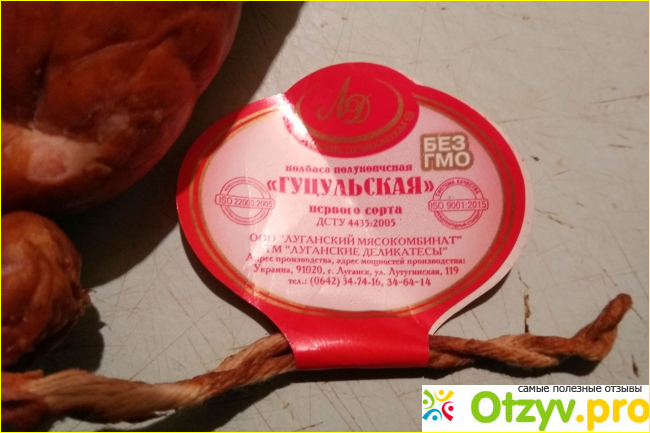 ЛД
БЕЗ
ГМО
колбаса полукопченая
«ГУЦУЛЬСКАЯ»
первого сорта
ДСТУ 4435:2005
ISO 22000:2005
СИСТЕМА КАЧЕСТВА
ISO 9001:2015
ООО "ЛУГАНСКИЙ МЯСОКОМБИНАТ"
ТМ "ЛУГАНСКИЕ ДЕЛИКАТЕСЫ"
Адрес производства, адрес мощностей производства:
Украина, 91020, г. Луганск, ул. Лутугинская, 119
тел.: (0642) 34-74-16, 34-64-14
самые полезные отзывы
Otzyv.pro